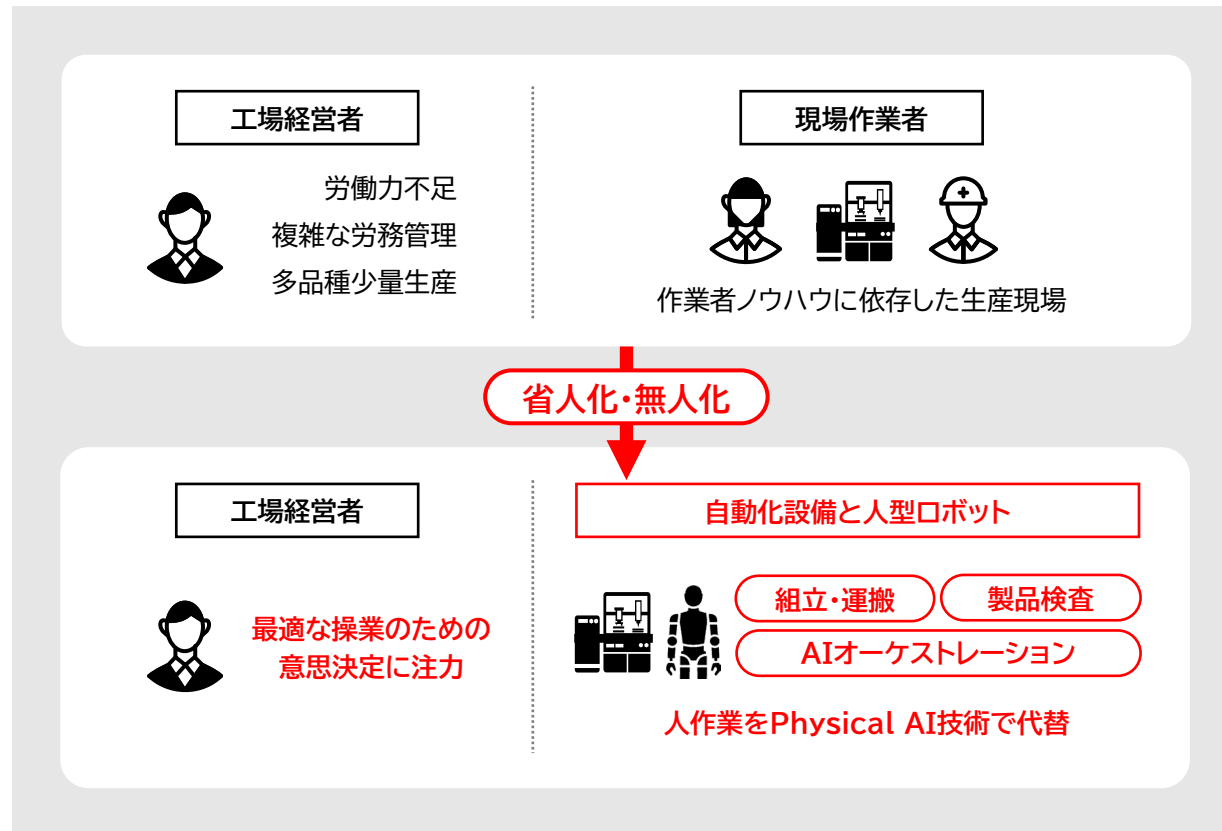 工場経営者
労働力不足
複雑な労務管理
多品種少量生産
現場作業者
作業者ノウハウに依存した生産現場
省人化・無人化
工場経営者
最適な操業のための
意思決定に注力
自動化設備と人型ロボット
組立・運搬
製品検査
AIオーケストレーション
人作業をPhysical AI技術で代替